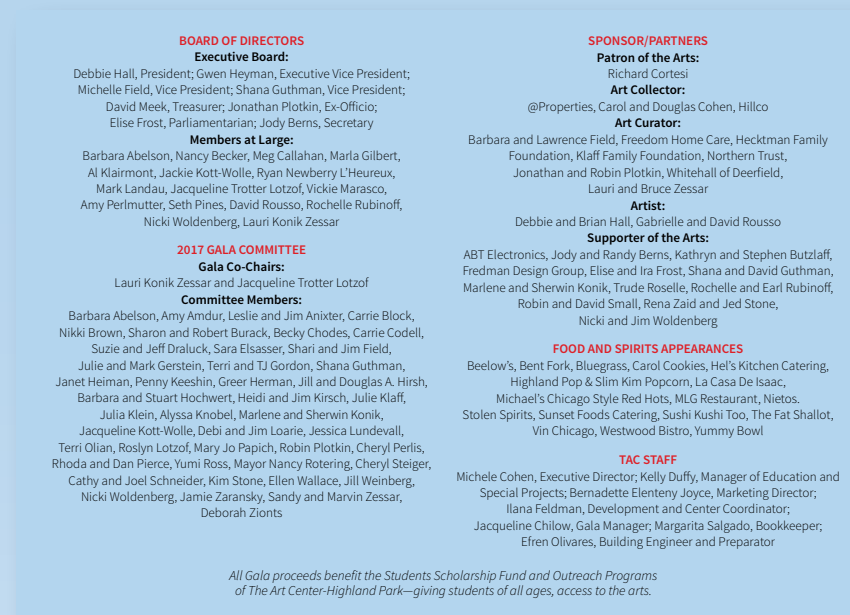 BOARD OF DIRECTORS
Executive Board:
Debbie Hall, President; Gwen Heyman, Executive Vice President;
Michelle Field, Vice President; Shana Guthman, Vice President;
David Meek, Treasurer; Jonathan Plotkin, Ex-Officio;
Elise Frost, Parliamentarian; Jody Berns, Secretary
Members at Large:
Barbara Abelson, Nancy Becker, Meg Callahan, Marla Gilbert,
Al Klairmont, Jackie Kott-Wolle, Ryan Newberry L'Heureux,
Mark Landau, Jacqueline Trotter Lotzof, Vickie Marasco,
Amy Perlmutter, Seth Pines, David Rousso, Rochelle Rubinoff,
Nicki Woldenberg, Lauri Konik Zessar
2017 GALA COMMITTEE
Gala Co-Chairs:
Lauri Konik Zessar and Jacqueline Trotter Lotzof
Committee Members:
Barbara Abelson, Amy Amdur, Leslie and Jim Anixter, Carrie Block,
Nikki Brown, Sharon and Robert Burack, Becky Chodes, Carrie Codell,
Suzie and Jeff Draluck, Sara Elsasser, Shari and Jim Field,
Julie and Mark Gerstein, Terri and TJ Gordon, Shana Guthman,
Janet Heiman, Penny Keeshin, Greer Herman, Jill and Douglas A. Hirsh,
Barbara and Stuart Hochwert, Heidi and Jim Kirsch, Julie Klaff,
Julia Klein, Alyssa Knobel, Marlene and Sherwin Konik,
Jacqueline Kott-Wolle, Debi and Jim Loarie, Jessica Lundevall,
Terri Olian, Roslyn Lotzof, Mary Jo Papich, Robin Plotkin, Cheryl Perlis,
Rhoda and Dan Pierce, Yumi Ross, Mayor Nancy Rotering, Cheryl Steiger,
Cathy and Joel Schneider, Kim Stone, Ellen Wallace, Jill Weinberg,
Nicki Woldenberg, Jamie Zaransky, Sandy and Marvin Zessar,
Deborah Zionts
SPONSOR/PARTNERS
Patron of the Arts:
Richard Cortesi
Art Collector:
@Properties, Carol and Douglas Cohen, Hillco
Art Curator:
Barbara and Lawrence Field, Freedom Home Care, Hecktman Family
Foundation, Klaff Family Foundation, Northern Trust,
Jonathan and Robin Plotkin, Whitehall of Deerfield,
Lauri and Bruce Zessar
Artist:
Debbie and Brian Hall, Gabrielle and David Rousso
Supporter of the Arts:
ABT Electronics, Jody and Randy Berns, Kathryn and Stephen Butzlaff,
Fredman Design Group, Elise and Ira Frost, Shana and David Guthman,
Marlene and Sherwin Konik, Trude Roselle, Rochelle and Earl Rubinoff,
Robin and David Small, Rena Zaid and Jed Stone,
Nicki and Jim Woldenberg
FOOD AND SPIRITS APPEARANCES
Beelow's, Bent Fork, Bluegrass, Carol Cookies, Hel's Kitchen Catering,
Highland Pop & Slim Kim Popcorn, La Casa De Isaac,
Michael's Chicago Style Red Hots, MLG Restaurant, Nietos.
Stolen Spirits, Sunset Foods Catering, Sushi Kushi Too, The Fat Shallot,
Vin Chicago, Westwood Bistro, Yummy Bowl
TAC STAFF
Michele Cohen, Executive Director; Kelly Duffy, Manager of Education and
Special Projects; Bernadette Elenteny Joyce, Marketing Director;
Ilana Feldman, Development and Center Coordinator;
Jacqueline Chilow, Gala Manager; Margarita Salgado, Bookkeeper;
Efren Olivares, Building Engineer and Preparator
All Gala proceeds benefit the Students Scholarship Fund and Outreach Programs
of The Art Center-Highland Park—giving students of all ages, access to the arts.